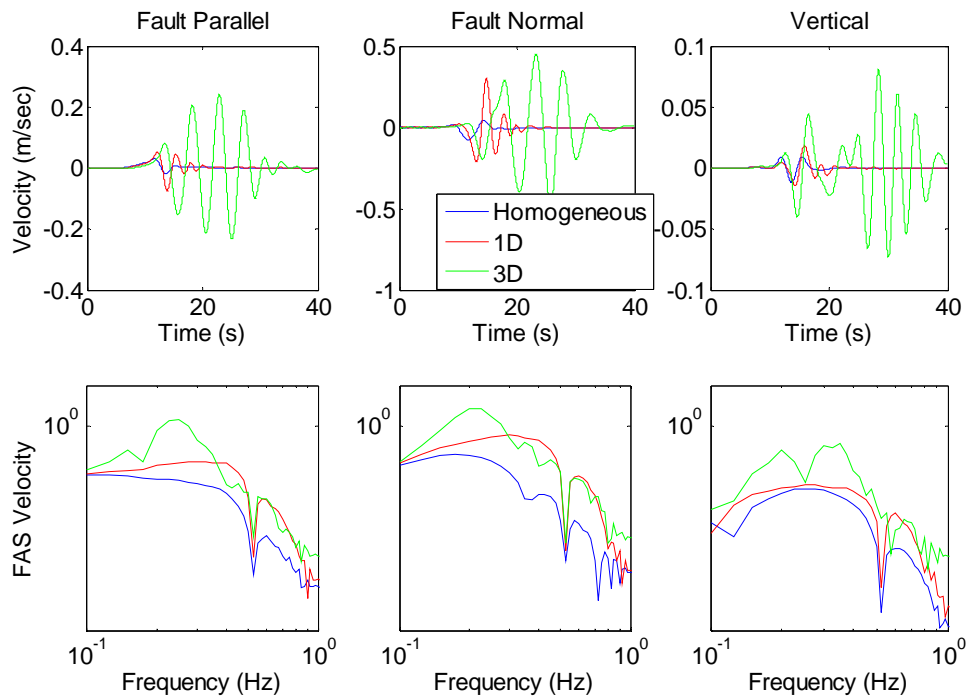 Fault Parallel
Fault Normal
Vertical
Velocity (m/sec)
0.4
0.2
0
-0.2
-0.4
0
20
40
Time (s)
0.5
0
-0.5
-1
0
20
40
Time (s)
Homogeneous
1D
3D
0.1
0.05
0
-0.05
-0.1
0
20
40
Time (s)
FAS Velocity
10^0
10^-1
10^0
Frequency (Hz)
10^0
10^-1
10^0
Frequency (Hz)
10^0
10^-1
10^0
Frequency (Hz)